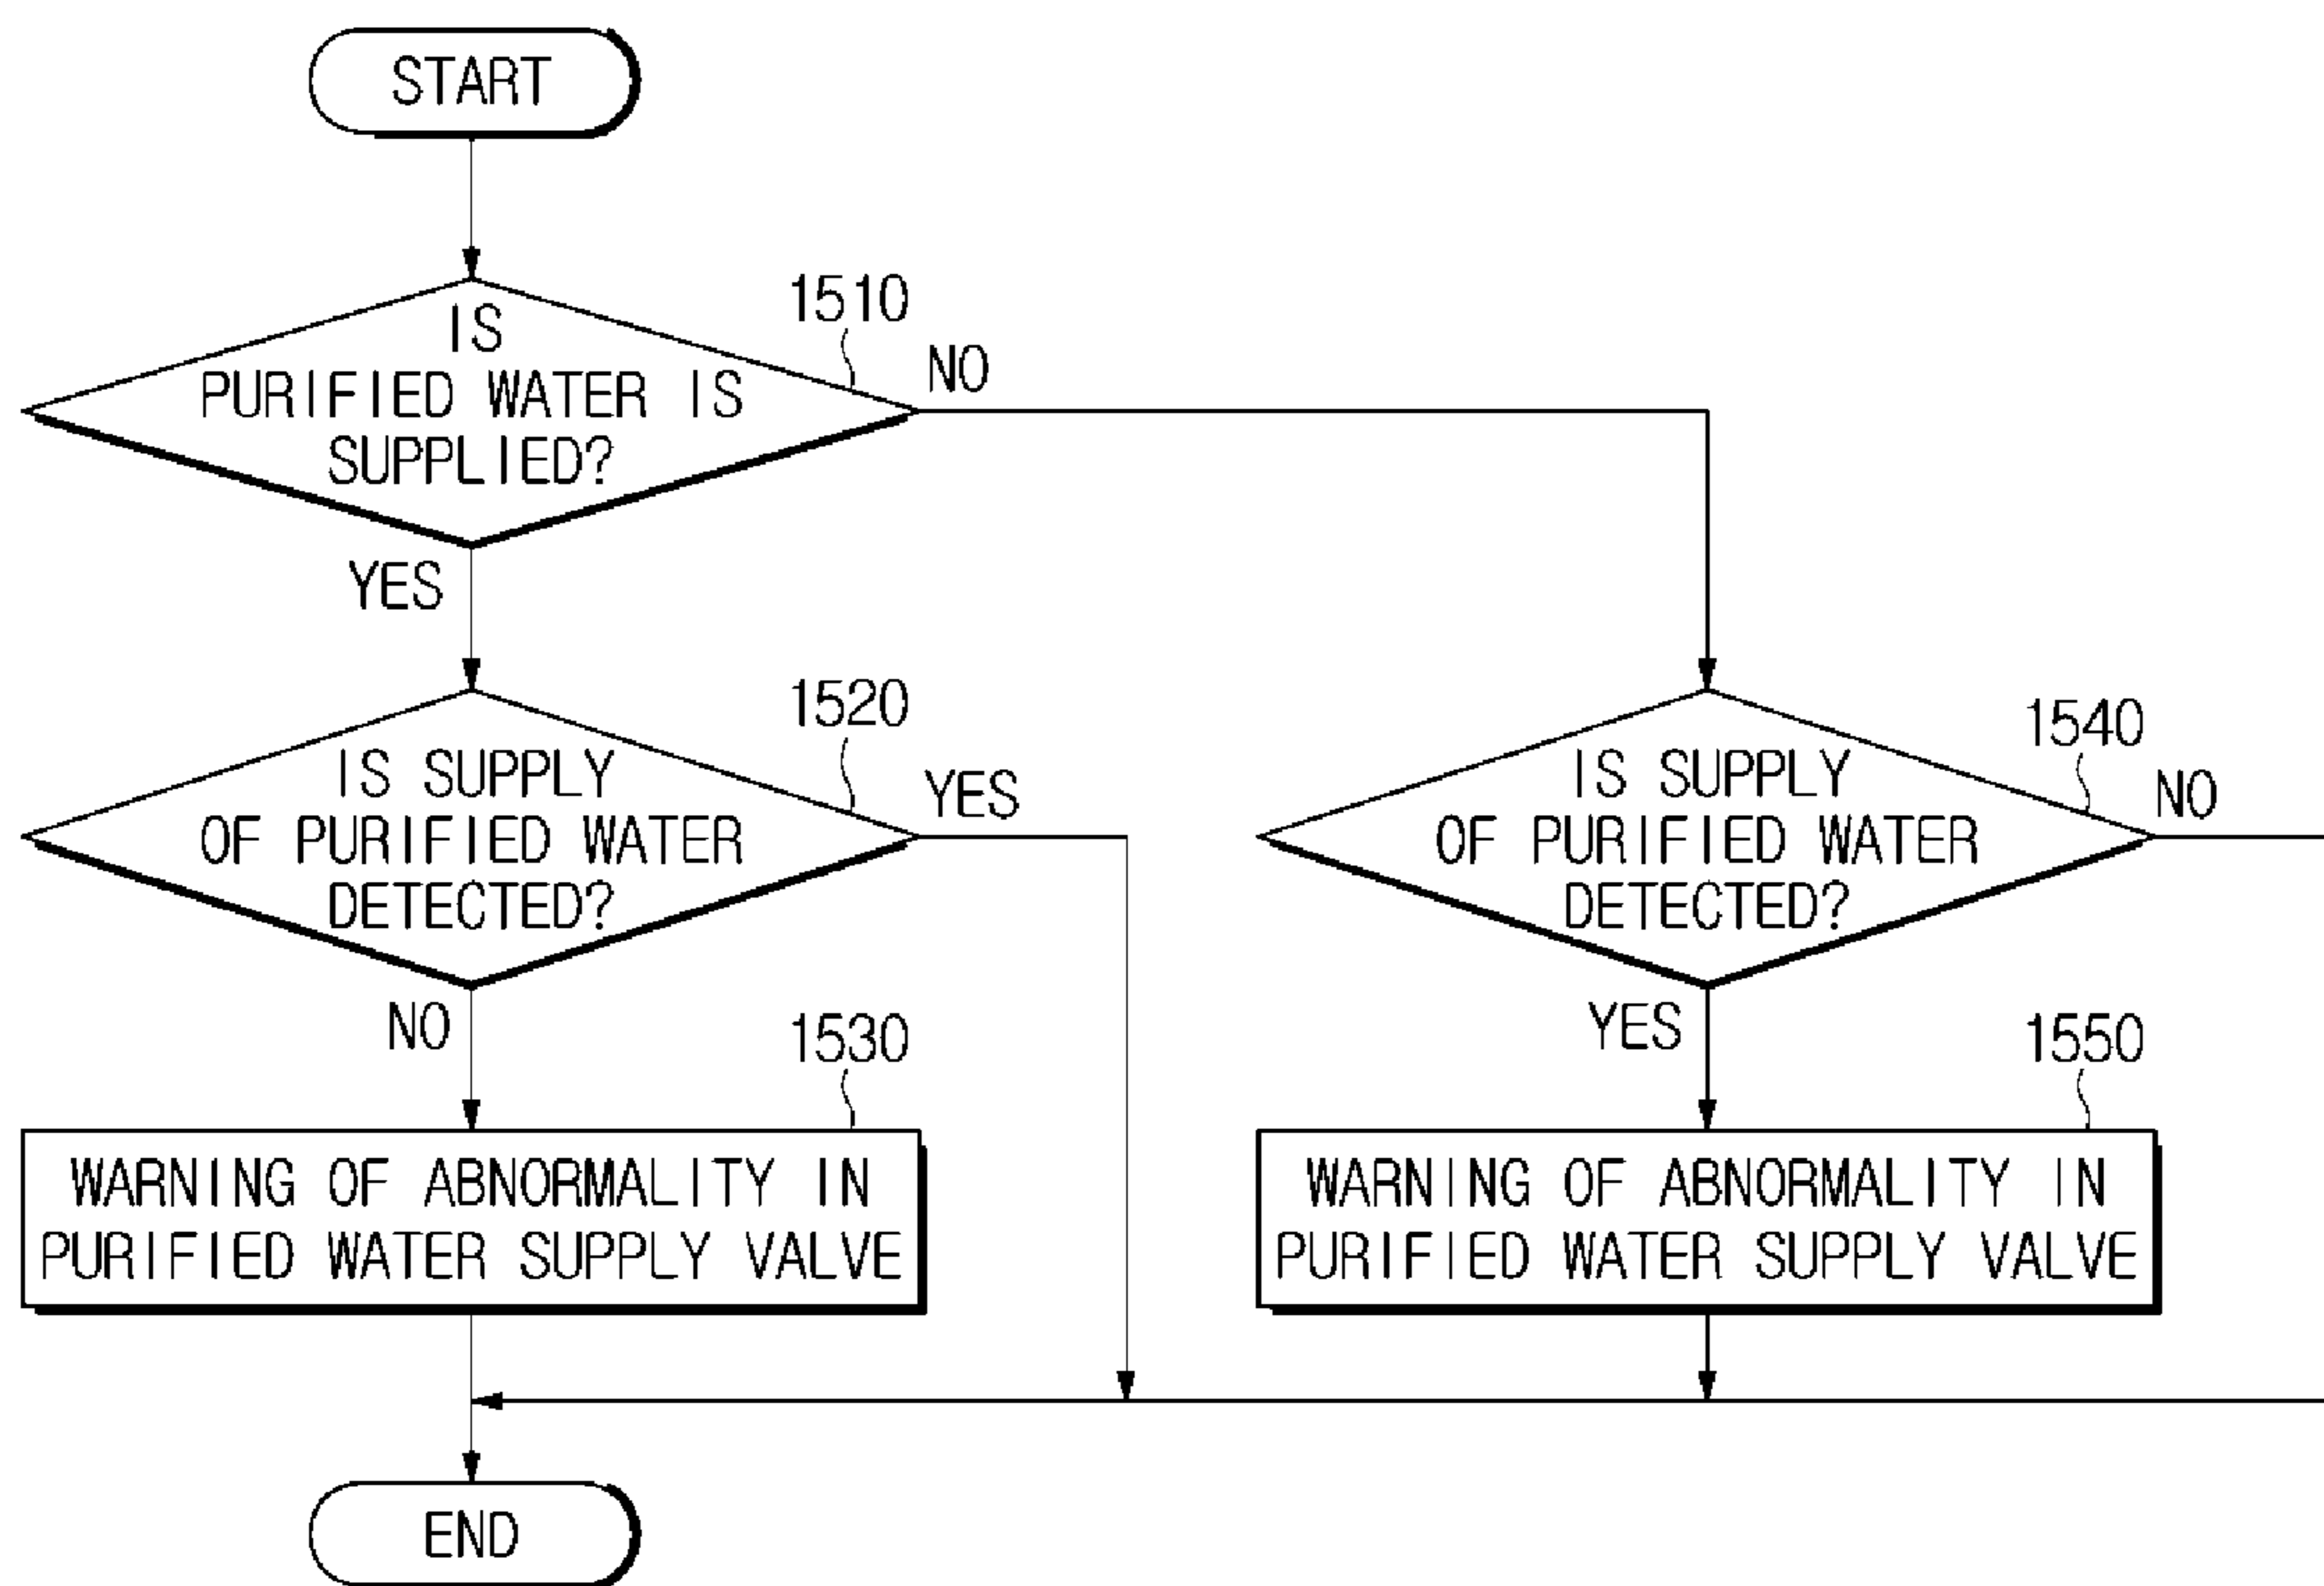 START
1510
IS
PURIFIED WATER IS
SUPPLIED?
NO
YES
1520
IS SUPPLY
OF PURIFIED WATER
DETECTED?
YES
NO
1540
IS SUPPLY
OF PURIFIED WATER
DETECTED?
NO
YES
1530
WARNING OF ABNORMALITY IN
PURIFIED WATER SUPPLY VALVE
1550
WARNING OF ABNORMALITY IN
PURIFIED WATER SUPPLY VALVE
END